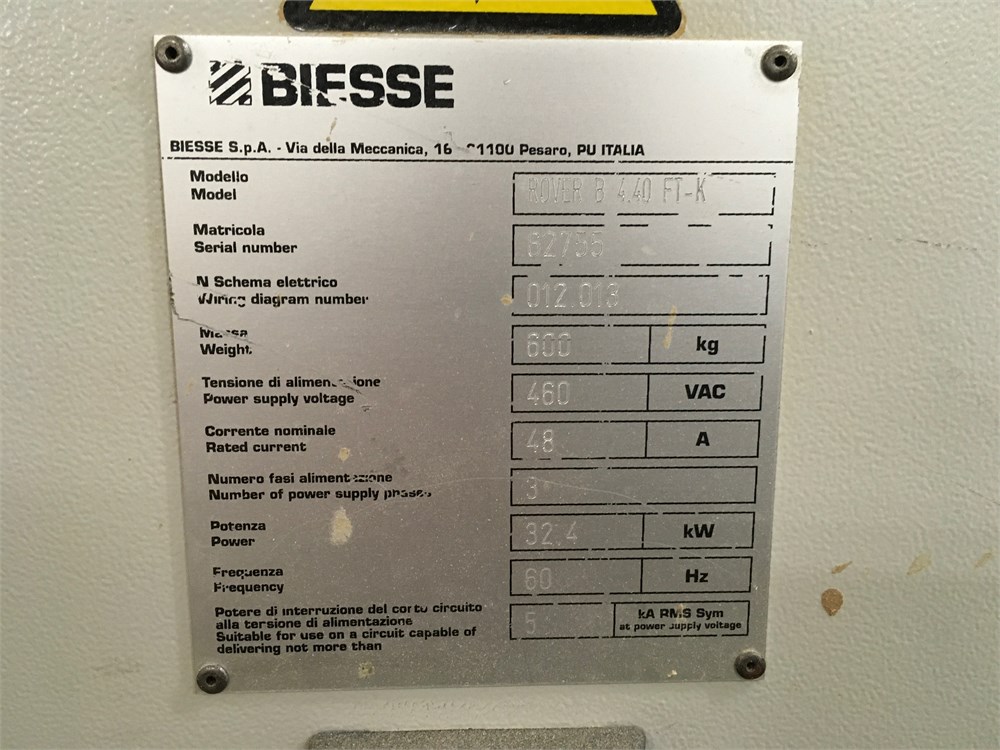 BIESSE
BIESSE S.p.A. - Via della Meccanica, 16 61100 Pesaro, PU ITALIA
Modello
Model
ROVER B 4.40 FT-K
Matricola
Serial number
N Schema elettrico
Wiring diagram number
012.013
Massa
Weight
600 kg
Tensione di alimentazione
Power supply voltage
460 VAC
Corrente nominale
Rated current
48 A
Numero fasi alimentazione
Number of power supply phases
3
Potenza
Power
32.4 kW
Frequenza
Frequency
60 Hz
Potere di interruzione del corto circuito
alla tensione di alimentazione
Suitable for use on a circuit capable of
delivering not more than
5 kA RMS Sym
at power supply voltage